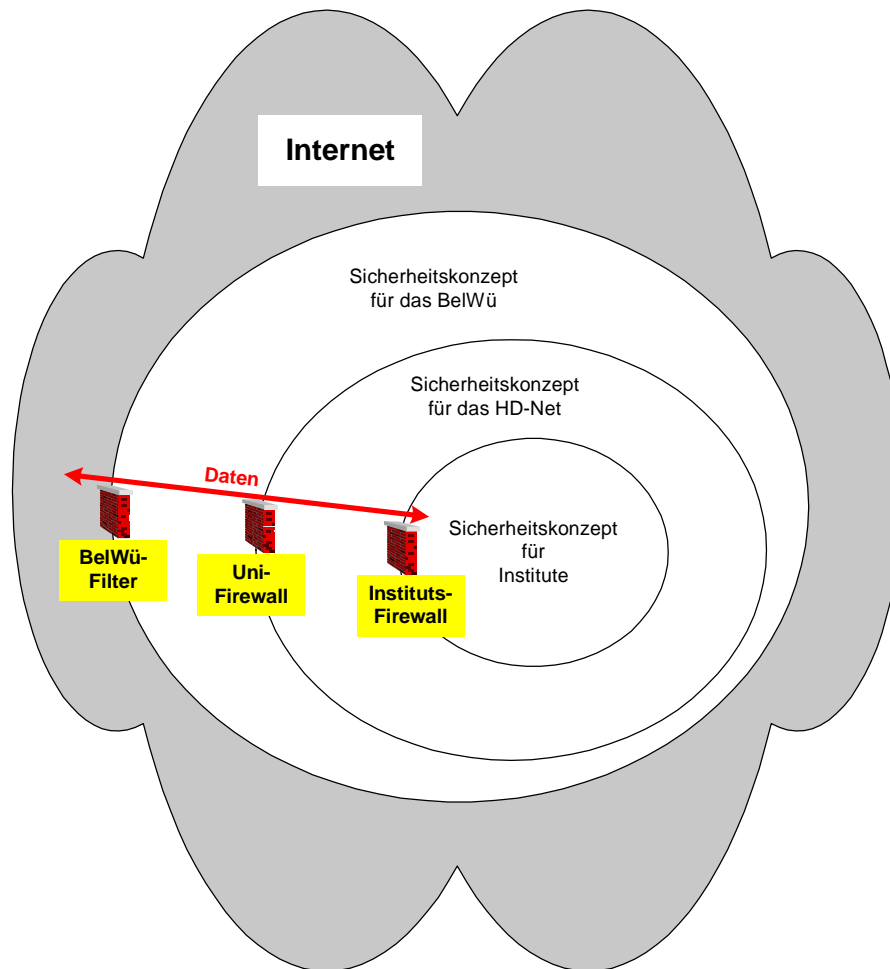 Internet
Sicherheitskonzept
für das BelWü
Sicherheitskonzept
für das HD-Net
Daten
Sicherheitskonzept
für
Institute
BelWü-
Filter
Uni-
Firewall
Instituts-
Firewall